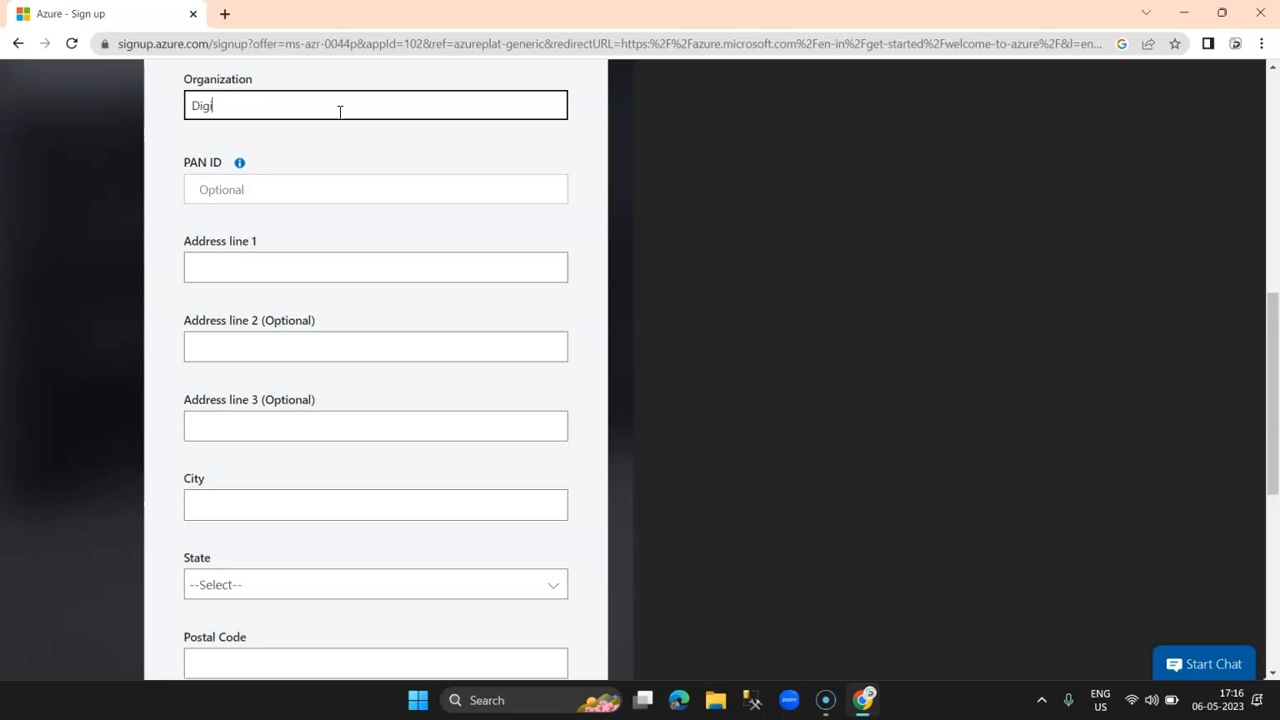 Azure - Sign up
signup.azure.com/signup?offer=ms-azr-0044p&appId=102&ref=azureplat-generic&redirectURL=https:%2F%2Fazure.microsoft.com%2Fen-in%2Fget-started%2Fwelcome-to-azure%2F&l=en...
Organization
Digi
PAN ID
Optional
Address line 1
Address line 2 (Optional)
Address line 3 (Optional)
City
State
--Select--
Postal Code
Start Chat
Search
ENG
US
17:16
06-05-2023